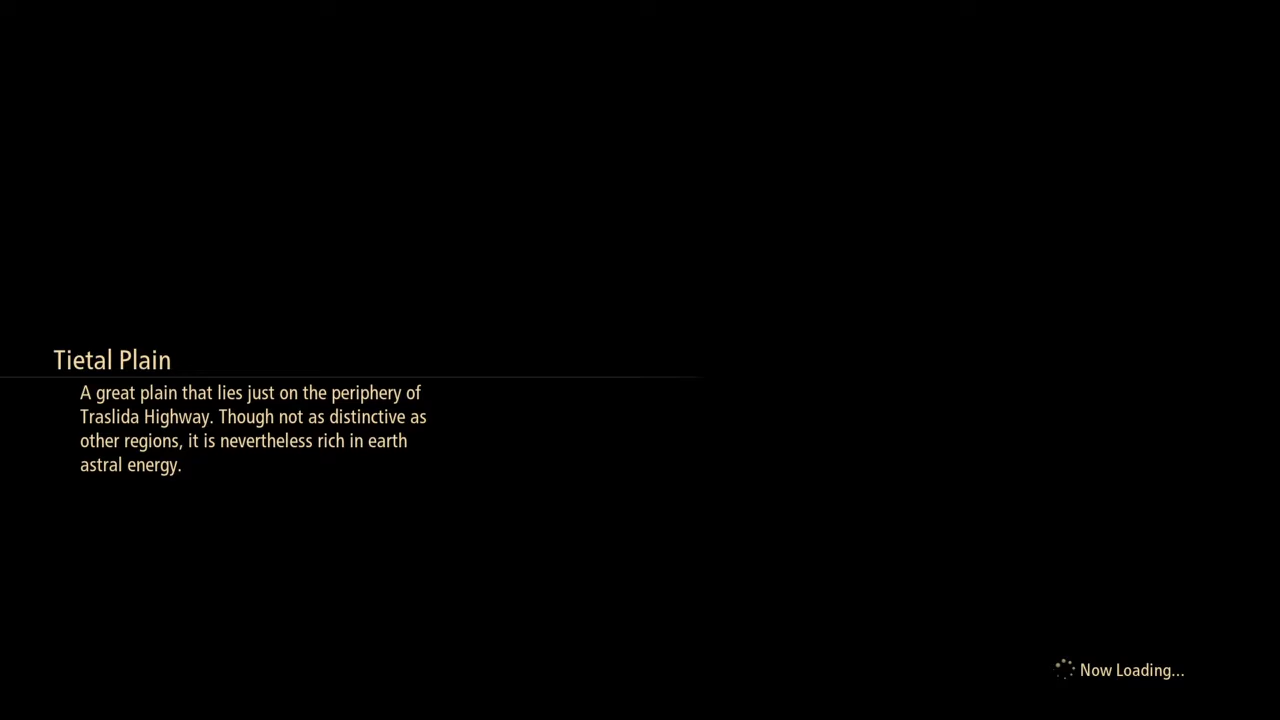 Tietal Plain
A great plain that lies just on the periphery of
Traslida Highway. Though not as distinctive as
other regions, it is nevertheless rich in earth
astral energy.
Now Loading...